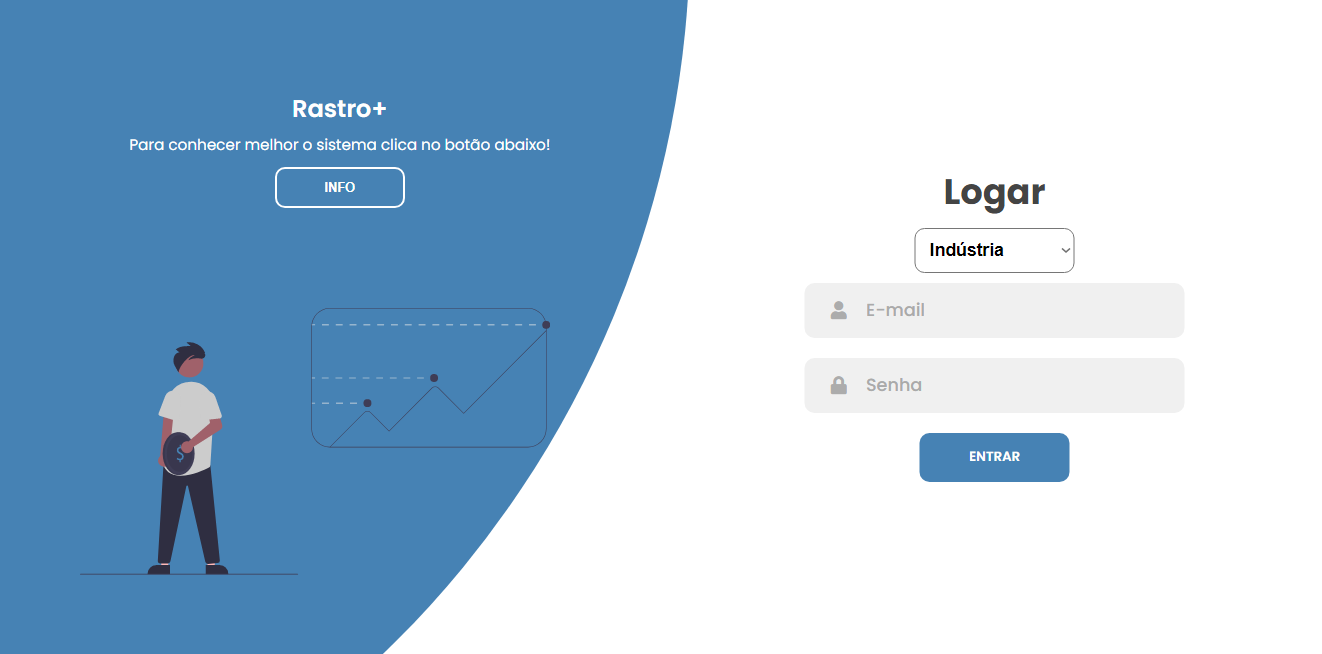 Rastro+
Para conhecer melhor o sistema clica no botão abaixo!
INFO
$
Logar
Indústria
E-mail
Senha
ENTRAR